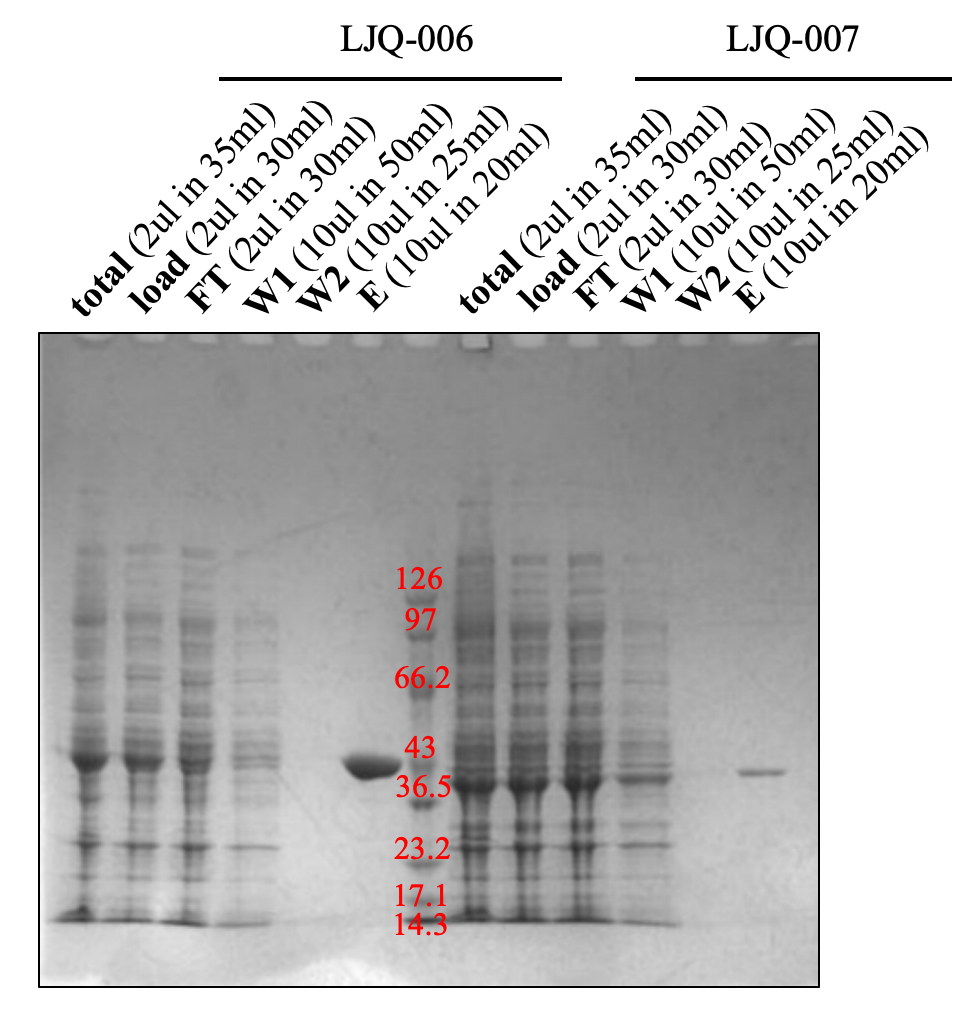 LJQ-006
LJQ-007
total (2ul in 35ml)
load (2ul in 30ml)
FT (2ul in 30ml)
W1 (10ul in 50ml)
W2 (10ul in 25ml)
E (10ul in 20ml)
total (2ul in 35ml)
load (2ul in 30ml)
FT (2ul in 30ml)
W1 (10ul in 50ml)
W2 (10ul in 25ml)
E (10ul in 20ml)
126
97
66.2
43
36.5
23.2
17.1
14.3